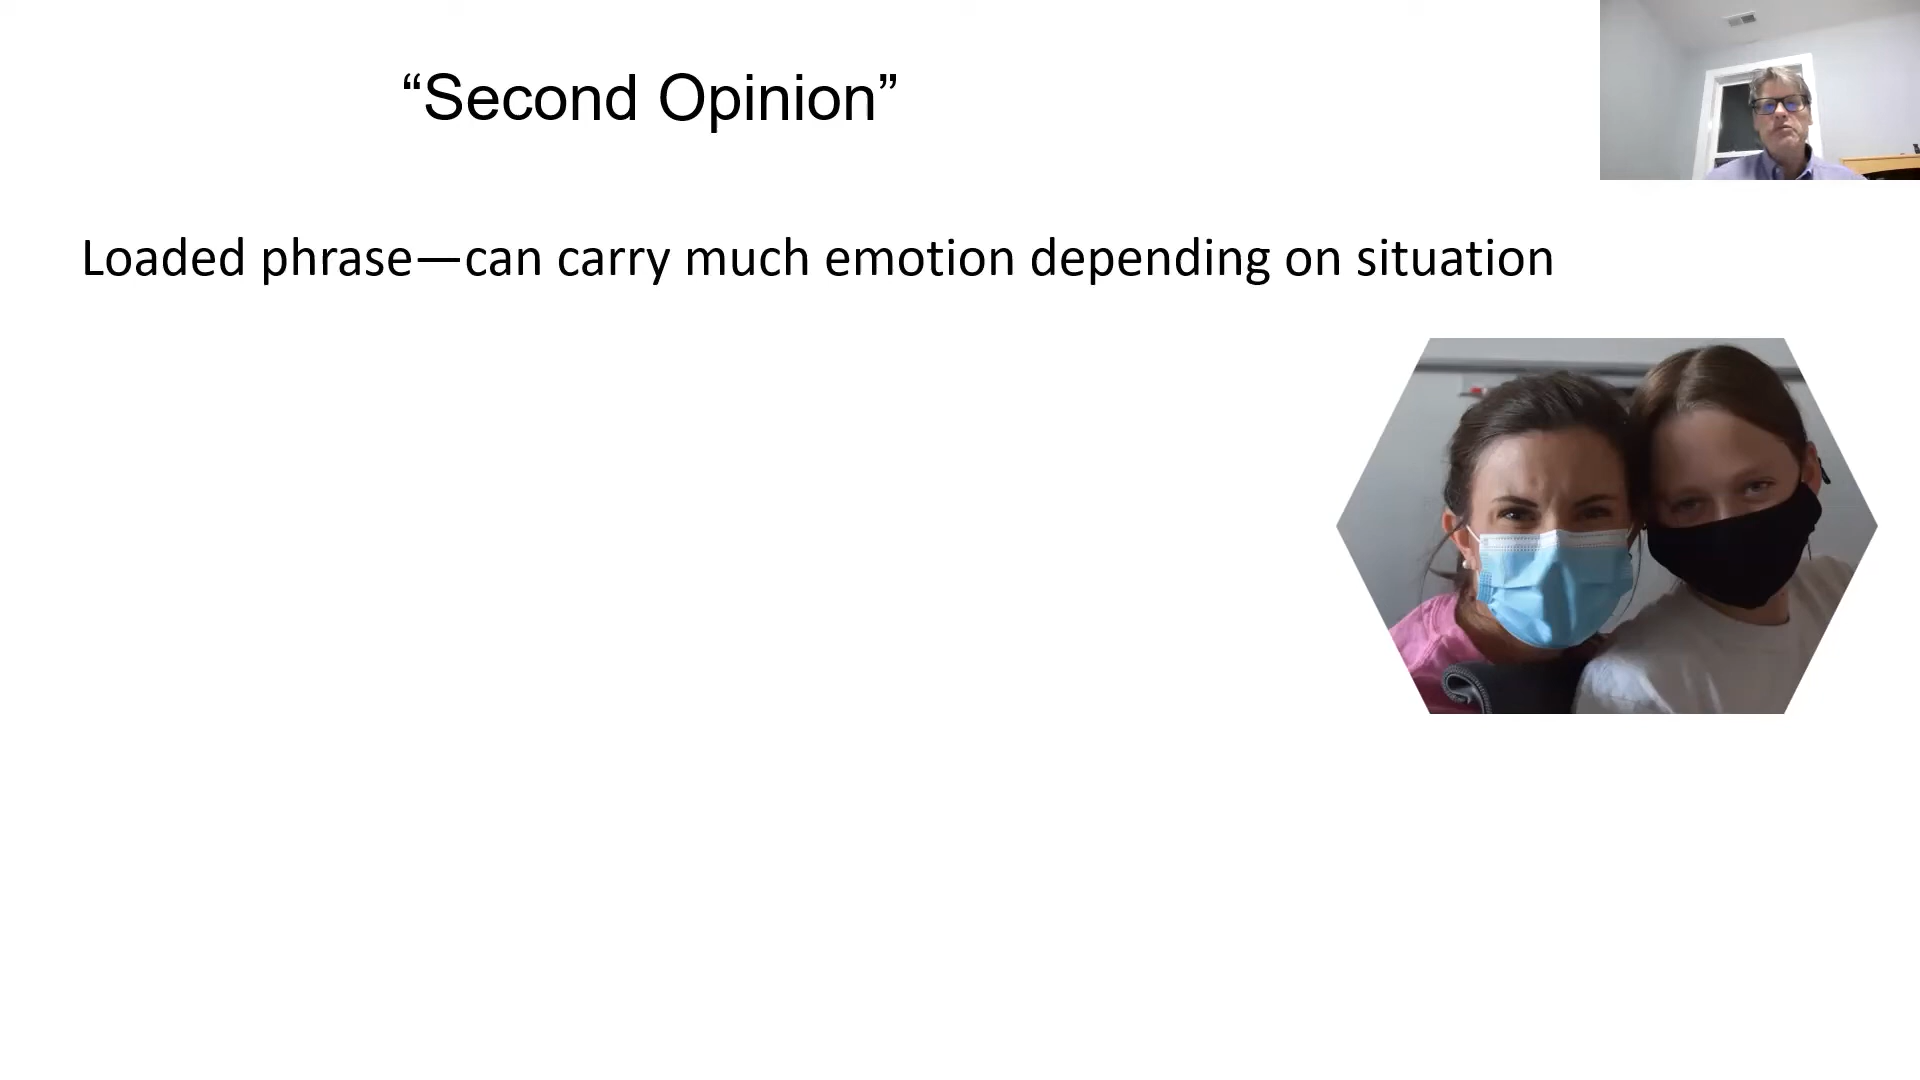 “Second Opinion”
Loaded phrase—can carry much emotion depending on situation